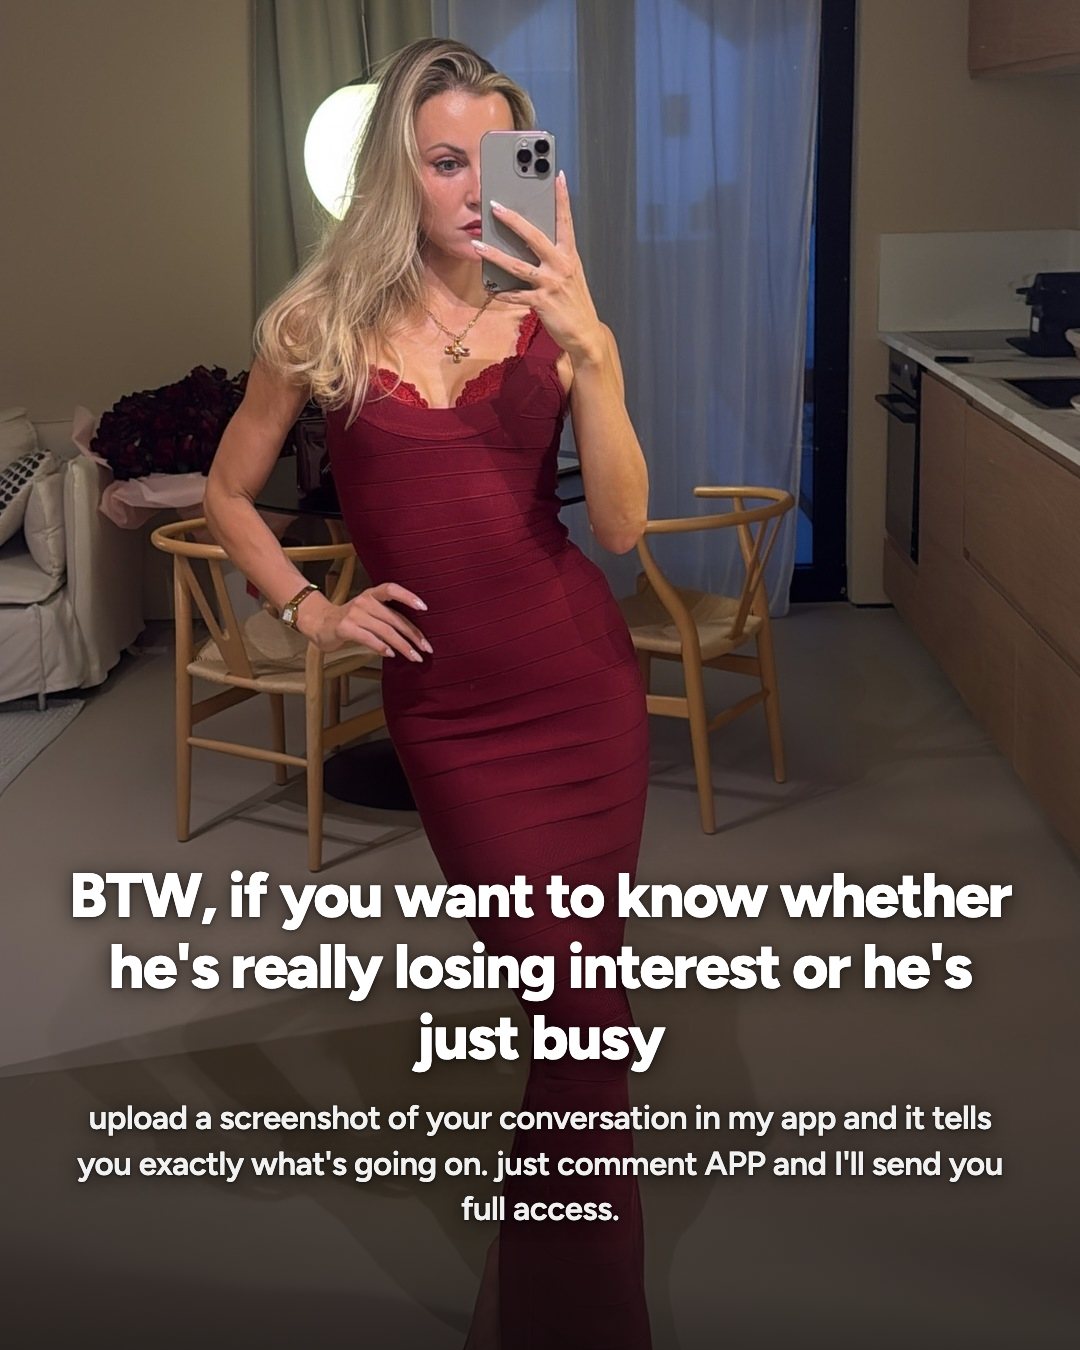 BTW, if you want to know whether
he's really losing interest or he's
just busy
upload a screenshot of your conversation in my app and it tells
you exactly what's going on. just comment APP and I'll send you
full access.